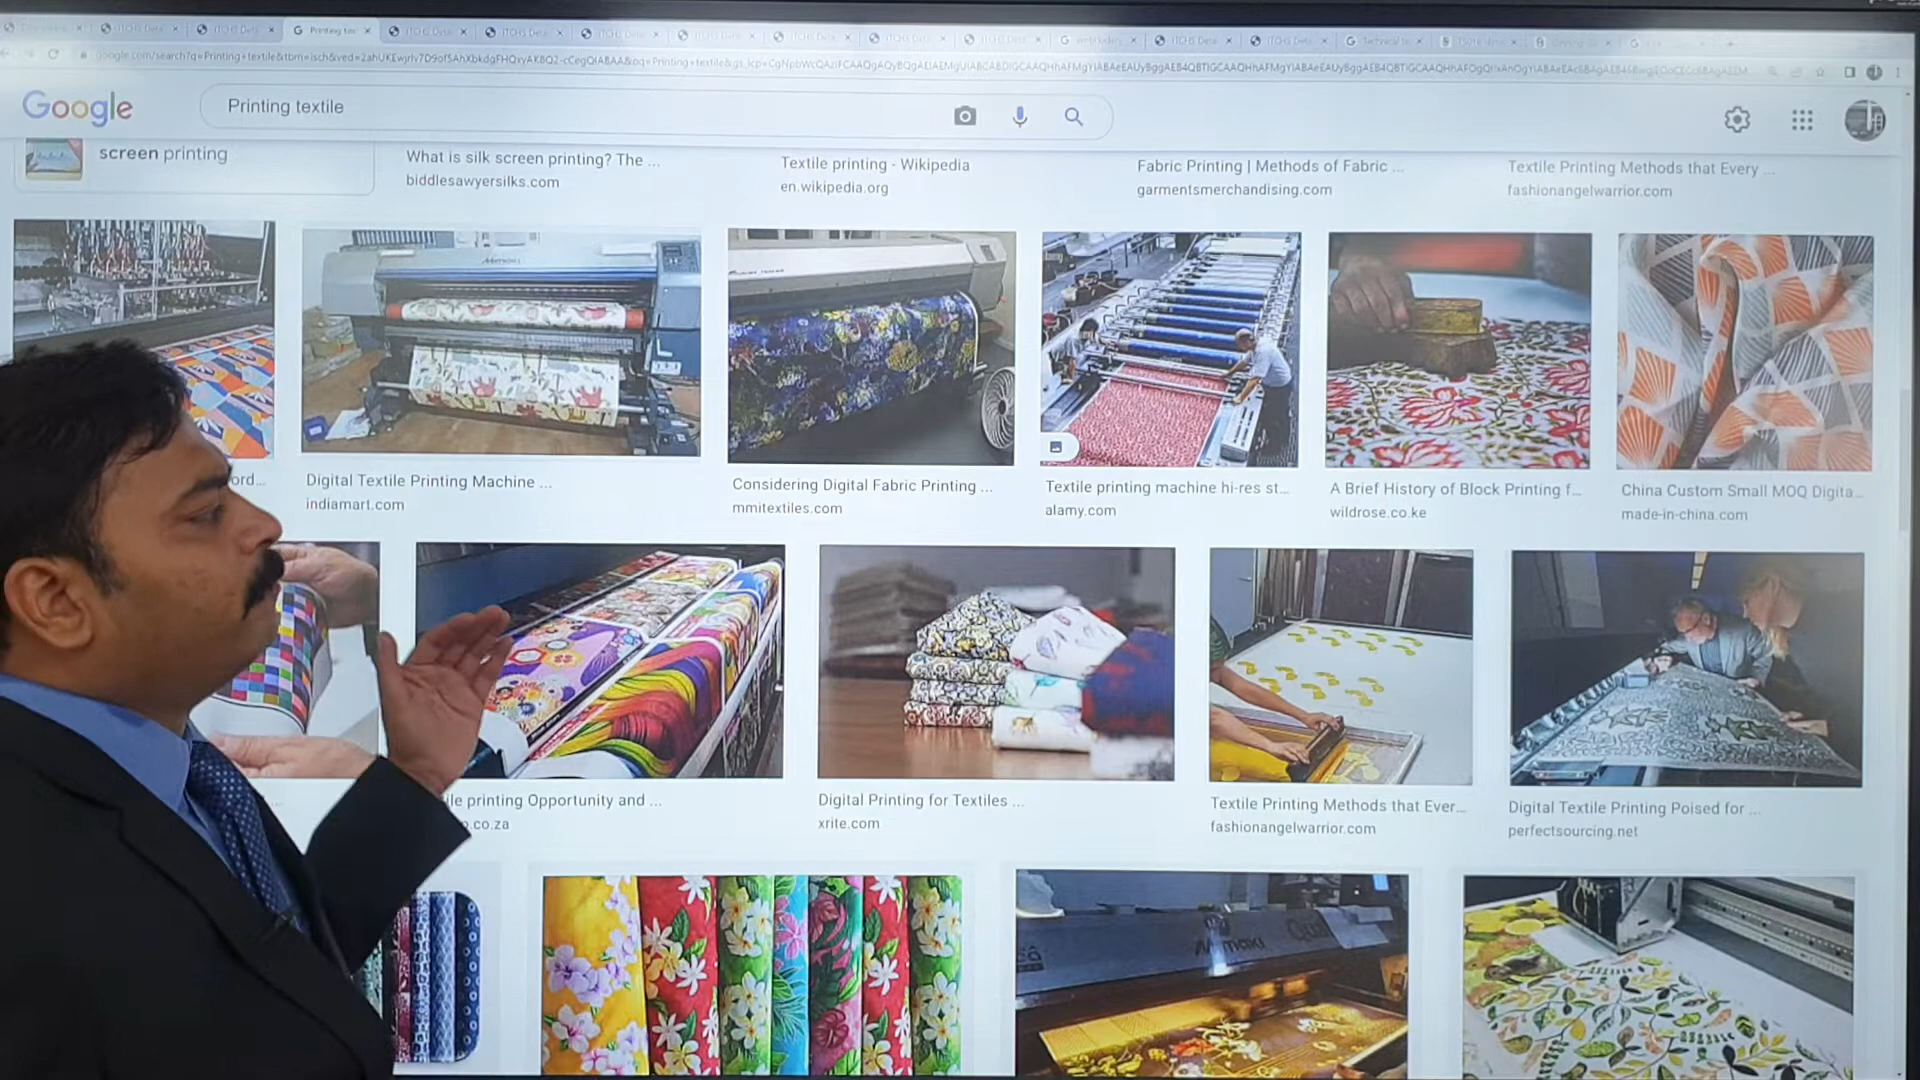 Printing tex
Google
Printing textile
screen printing
What is silk screen printing? The ...
biddlesawyersilks.com
Textile printing - Wikipedia
en.wikipedia.org
Fabric Printing | Methods of Fabric ...
garmentsmerchandising.com
Textile Printing Methods that Every ...
fashionangelwarrior.com
ord...
Digital Textile Printing Machine ...
indiamart.com
Considering Digital Fabric Printing ...
mmitextiles.com
Textile printing machine hi-res st...
alamy.com
A Brief History of Block Printing f...
wildrose.co.ke
China Custom Small MOQ Digita...
made-in-china.com
ile printing Opportunity and ...
.co.za
Digital Printing for Textiles ...
xrite.com
Textile Printing Methods that Ever...
fashionangelwarrior.com
Digital Textile Printing Poised for ...
perfectsourcing.net